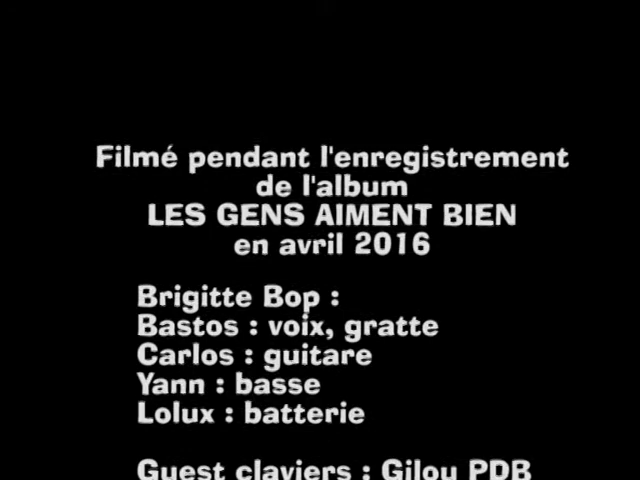 Filmé pendant l'enregistrement
de l'album
LES GENS AIMENT BIEN
en avril 2016
Brigitte Bop :
Bastos : voix, gratte
Carlos : guitare
Yann : basse
Lolux : batterie
Guest claviers : Gilou PDB